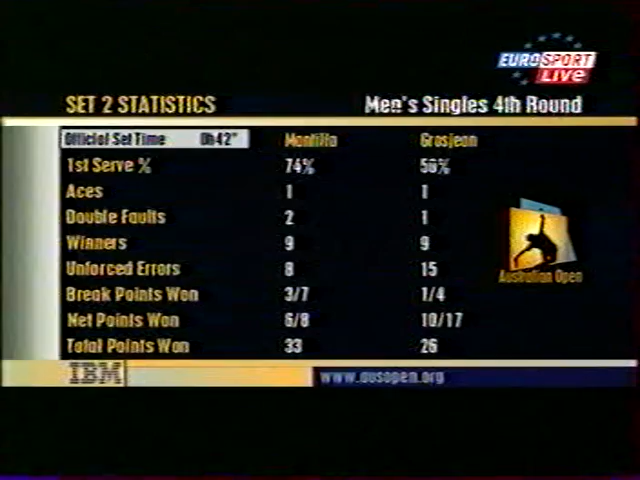 EUROSPORT
LIVE
SET 2 STATISTICS Men's Singles 4th Round
Official Set Time 0h42" Mantilla Grosjean
1st Serve % 74% 56%
Aces 1 1
Double Faults 2 1
Winners 9 9
Unforced Errors 8 15
Break Points Won 3/7 1/4
Net Points Won 6/8 10/17
Total Points Won 33 26
Australian Open
IBM www.ausopen.org